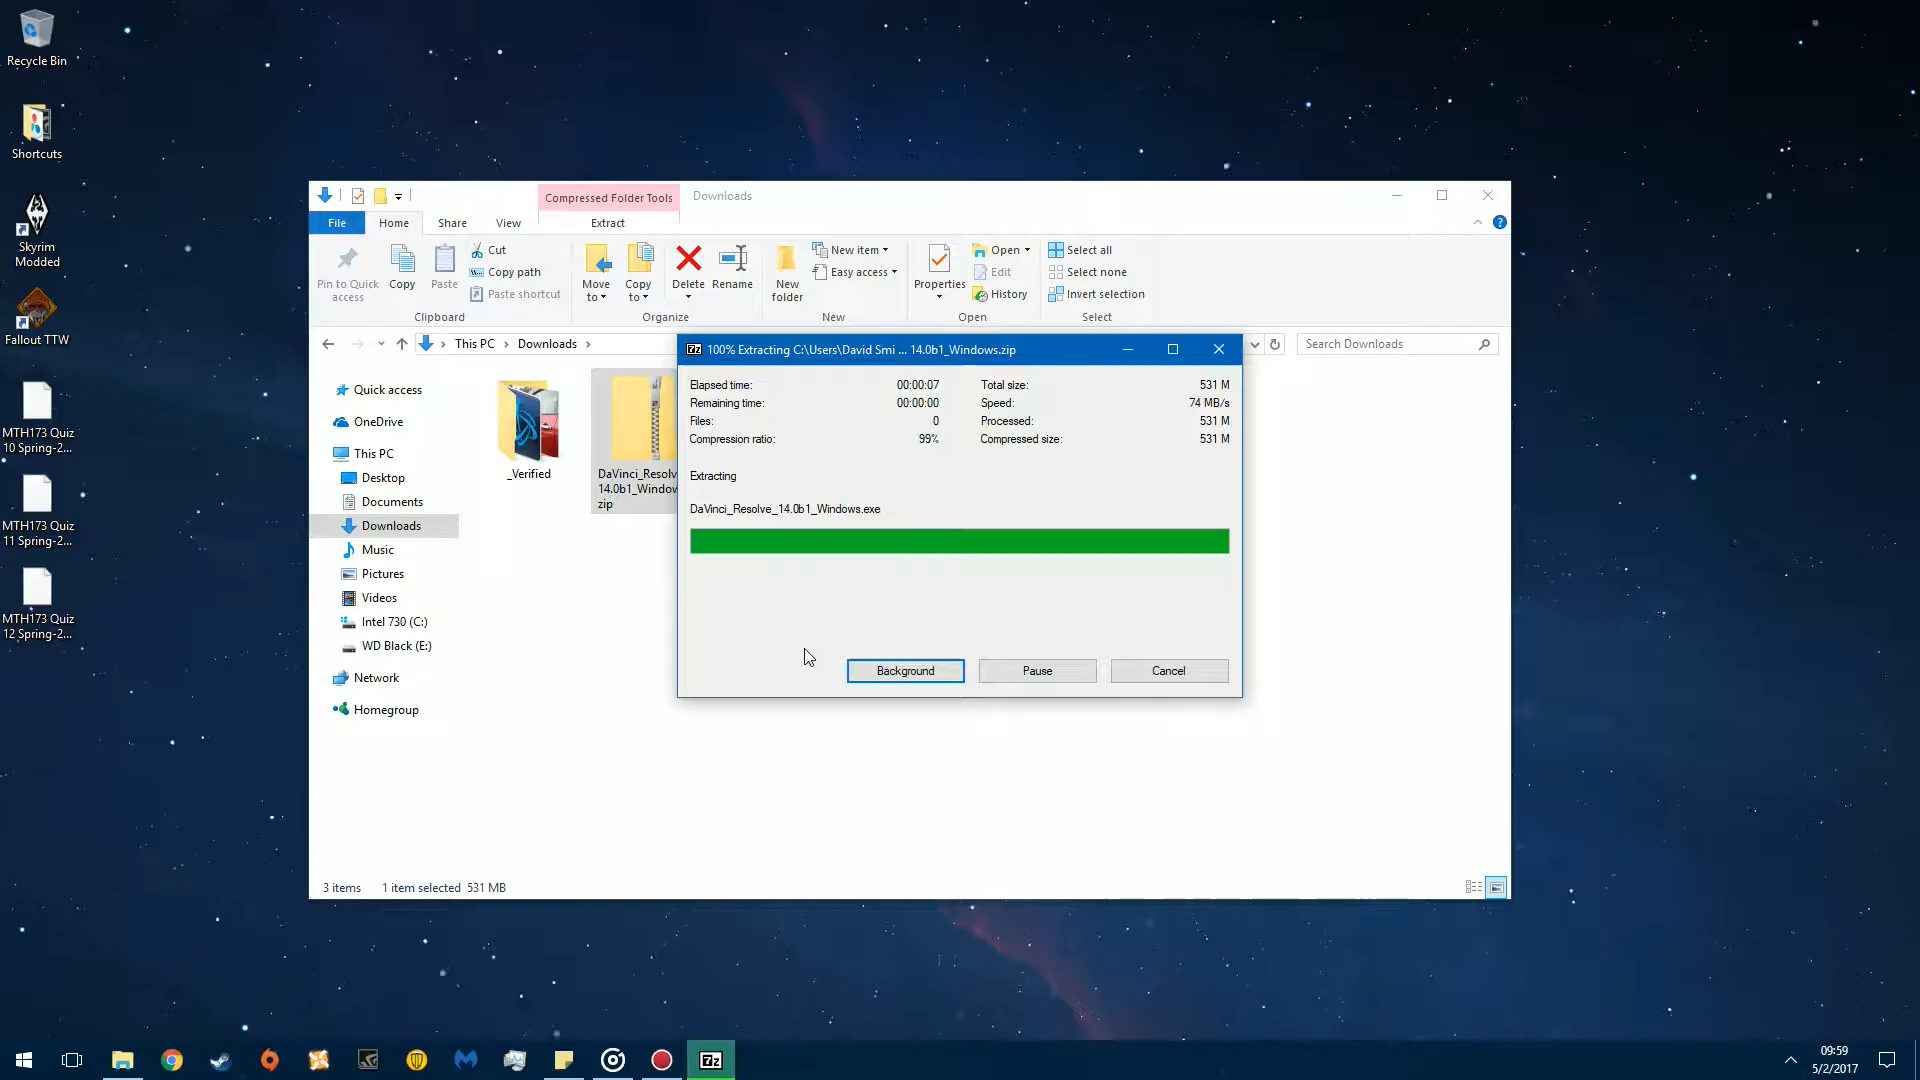 Recycle Bin
Shortcuts
Skyrim
Modded
Fallout TTW
MTH173 Quiz
10 Spring-2...
MTH173 Quiz
11 Spring-2...
MTH173 Quiz
12 Spring-2...
Compressed Folder Tools
Downloads
File
Home
Share
View
Extract
Pin to Quick
access
Copy
Paste
Cut
Copy path
Paste shortcut
Clipboard
Move
to
Copy
to
Delete
Rename
Organize
New
folder
New item
Easy access
New
Properties
Open
Edit
History
Open
Select all
Select none
Invert selection
Select
This PC
Downloads
Search Downloads
Quick access
OneDrive
This PC
Desktop
Documents
Downloads
Music
Pictures
Videos
Intel 730 (C:)
WD Black (E:)
Network
Homegroup
_Verified
DaVinci_Resolv
14.0b1_Window
zip
7z 100% Extracting C:\Users\David Smi ... 14.0b1_Windows.zip
Elapsed time: 00:00:07
Remaining time: 00:00:00
Files: 0
Compression ratio: 99%
Total size: 531 M
Speed: 74 MB/s
Processed: 531 M
Compressed size: 531 M
Extracting
DaVinci_Resolve_14.0b1_Windows.exe
Background
Pause
Cancel
3 items
1 item selected 531 MB
7z
09:59
5/2/2017